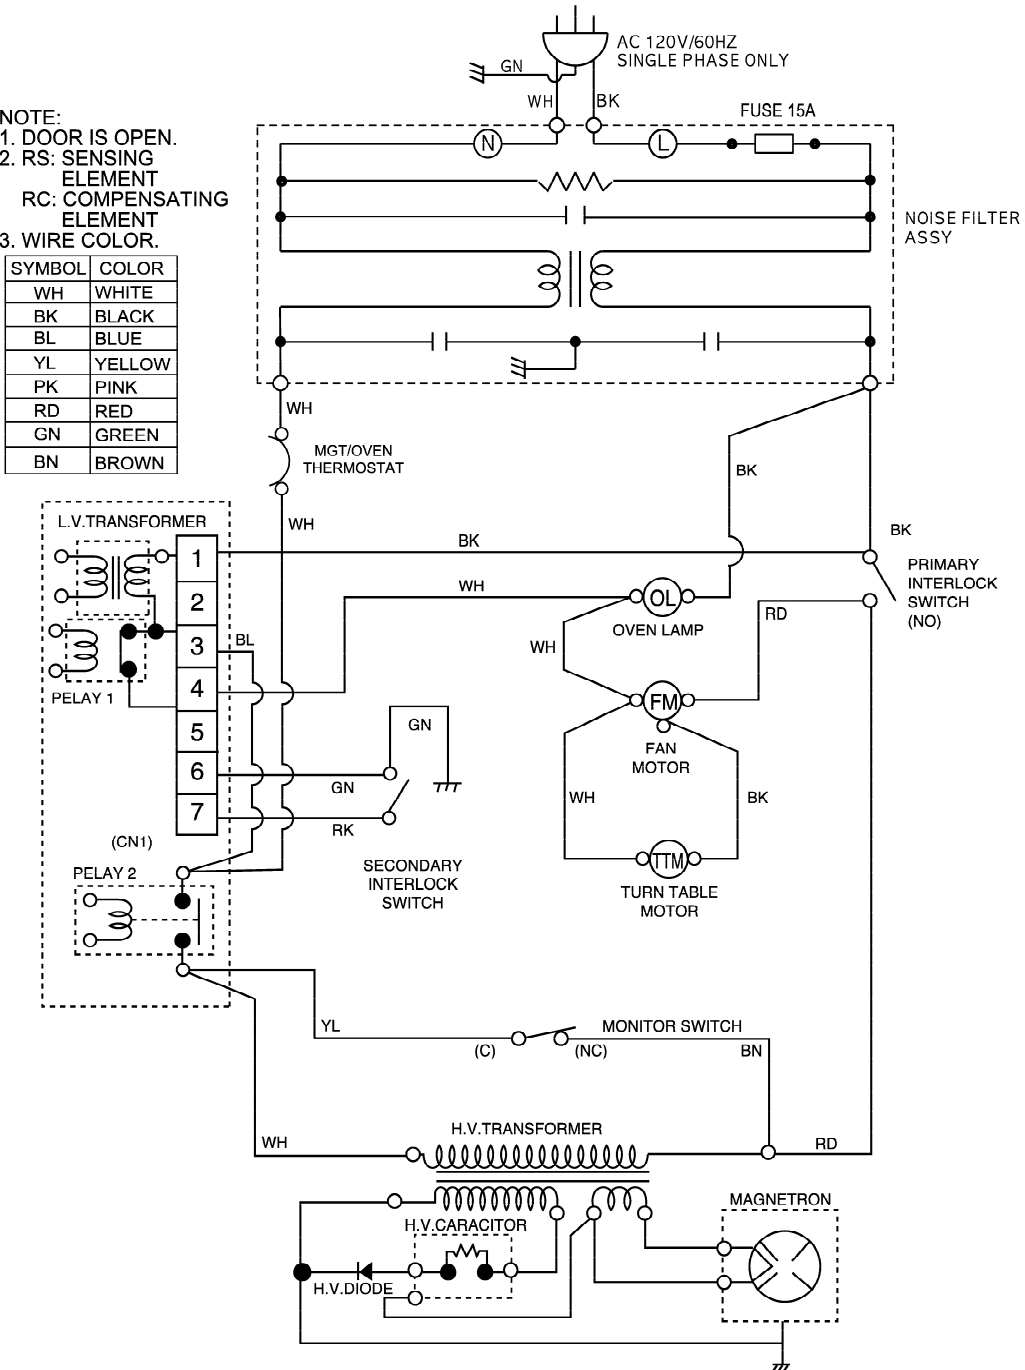 AC 120V/60HZ
SINGLE PHASE ONLY
GN
WH
BK
NOTE:
1. DOOR IS OPEN.
2. RS: SENSING
ELEMENT
RC: COMPENSATING
ELEMENT
3. WIRE COLOR.
SYMBOL COLOR
WH WHITE
BK BLACK
BL BLUE
YL YELLOW
PK PINK
RD RED
GN GREEN
BN BROWN
FUSE 15A
N
L
NOISE FILTER
ASSY
WH
MGT/OVEN
THERMOSTAT
WH
BK
BK
L.V.TRANSFORMER
1
2
3
4
5
6
7
BK
WH
BL
PELAY 1
OL
OVEN LAMP
RD
PRIMARY
INTERLOCK
SWITCH
(NO)
WH
FM
FAN
MOTOR
GN
GN
RK
WH
BK
(CN1)
SECONDARY
INTERLOCK
SWITCH
TTM
TURN TABLE
MOTOR
PELAY 2
YL
MONITOR SWITCH
(C)
(NC)
BN
WH
H.V.TRANSFORMER
RD
H.V.CARACITOR
H.V.DIODE
MAGNETRON